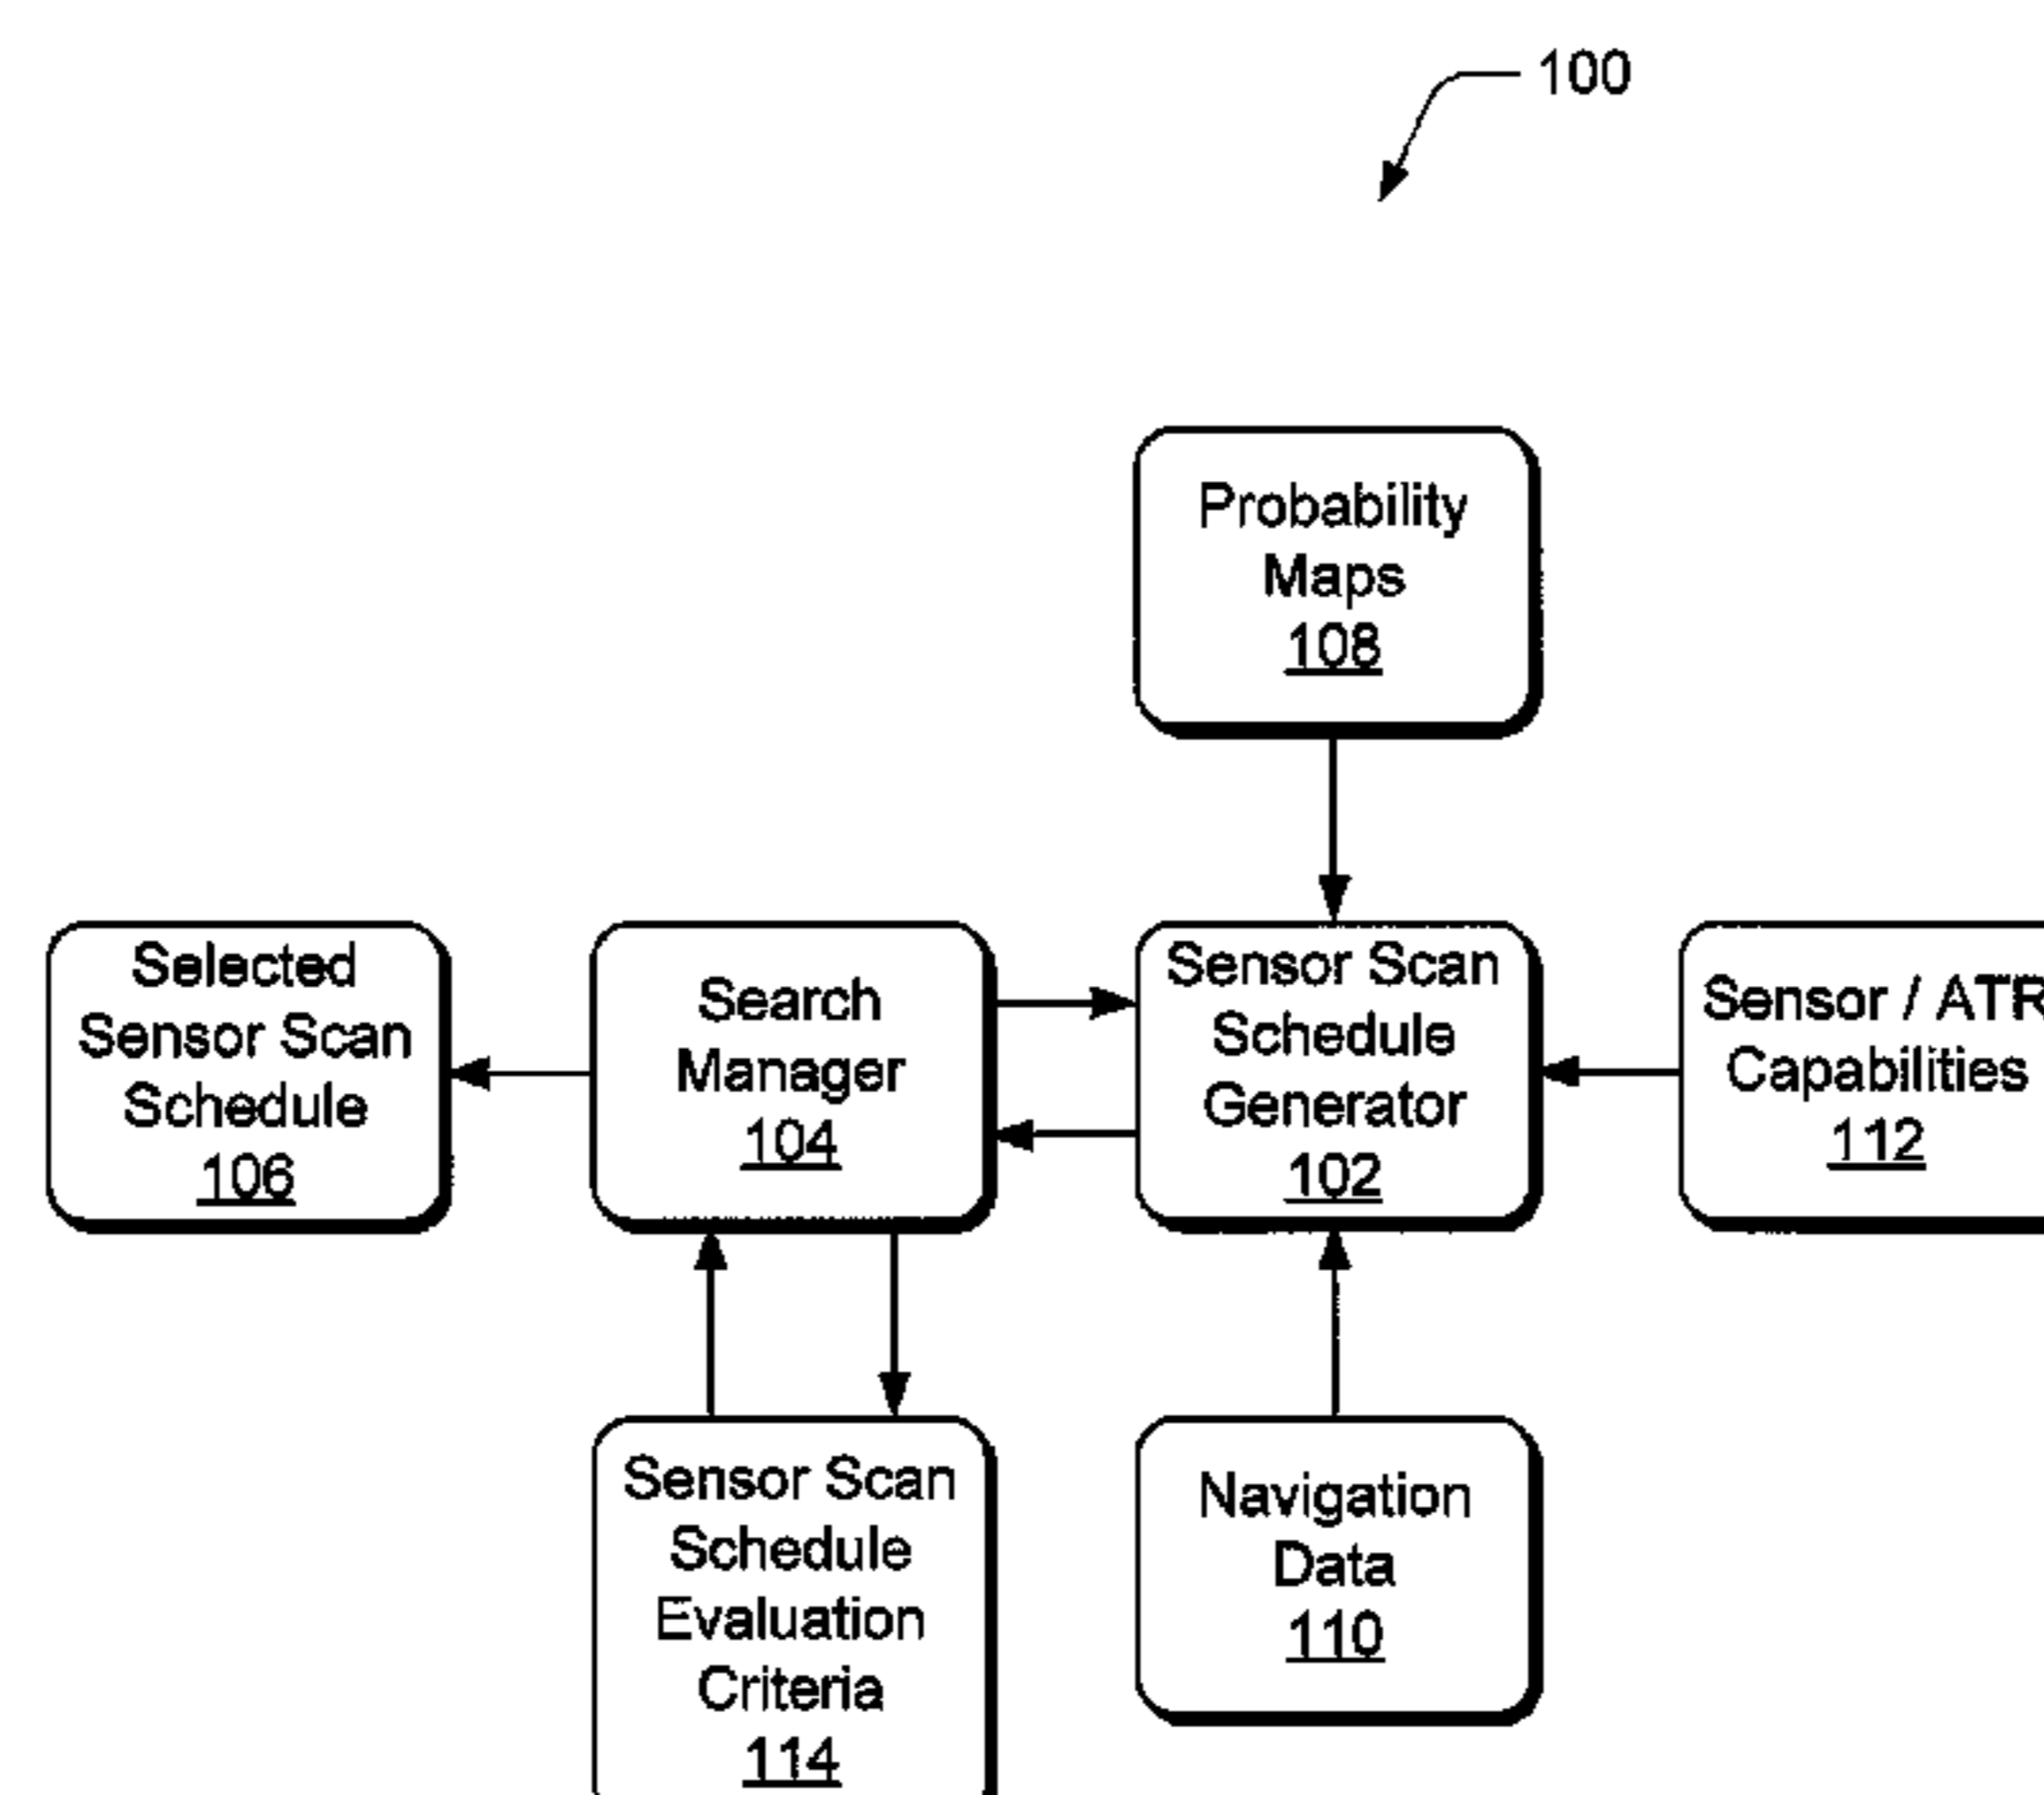 100
Probability
Maps
108
Selected
Sensor Scan
Schedule
106
Search
Manager
104
Sensor Scan
Schedule
Generator
102
Sensor / ATR
Capabilities
112
Sensor Scan
Schedule
Evaluation
Criteria
114
Navigation
Data
110